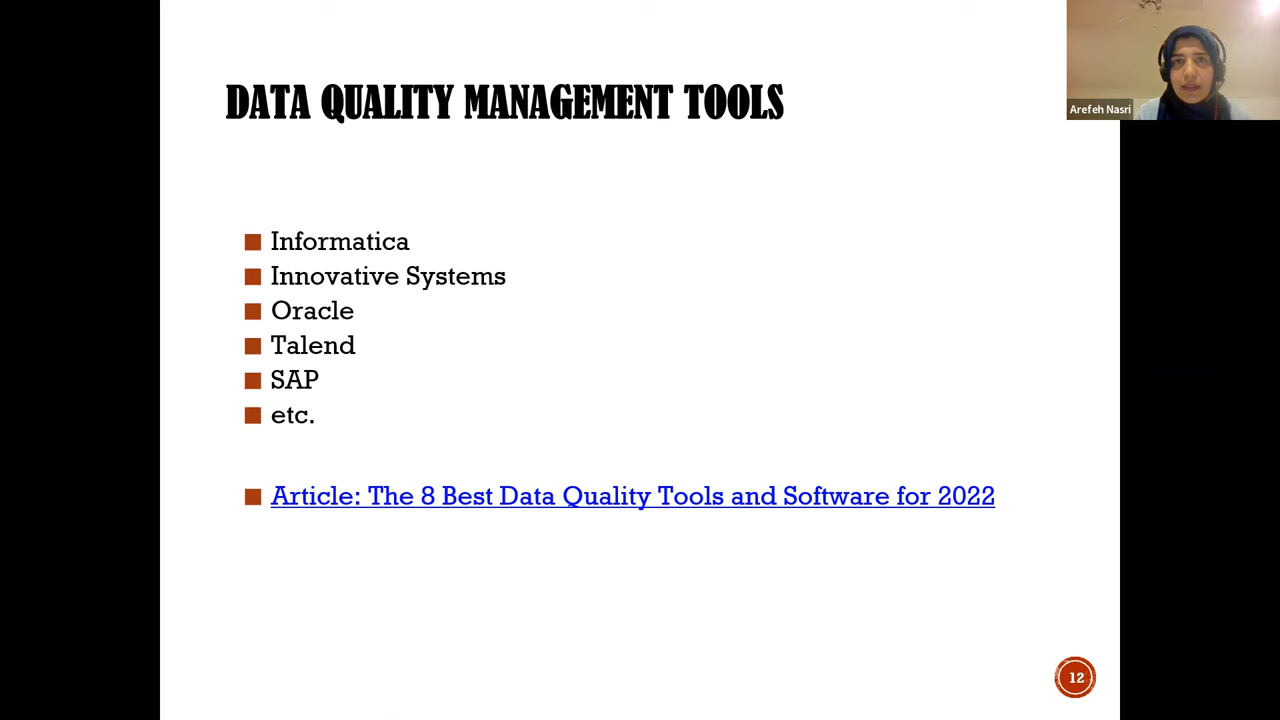 DATA QUALITY MANAGEMENT TOOLS
Arefeh Nasri
Informatica
Innovative Systems
Oracle
Talend
SAP
etc.
Article: The 8 Best Data Quality Tools and Software for 2022
12